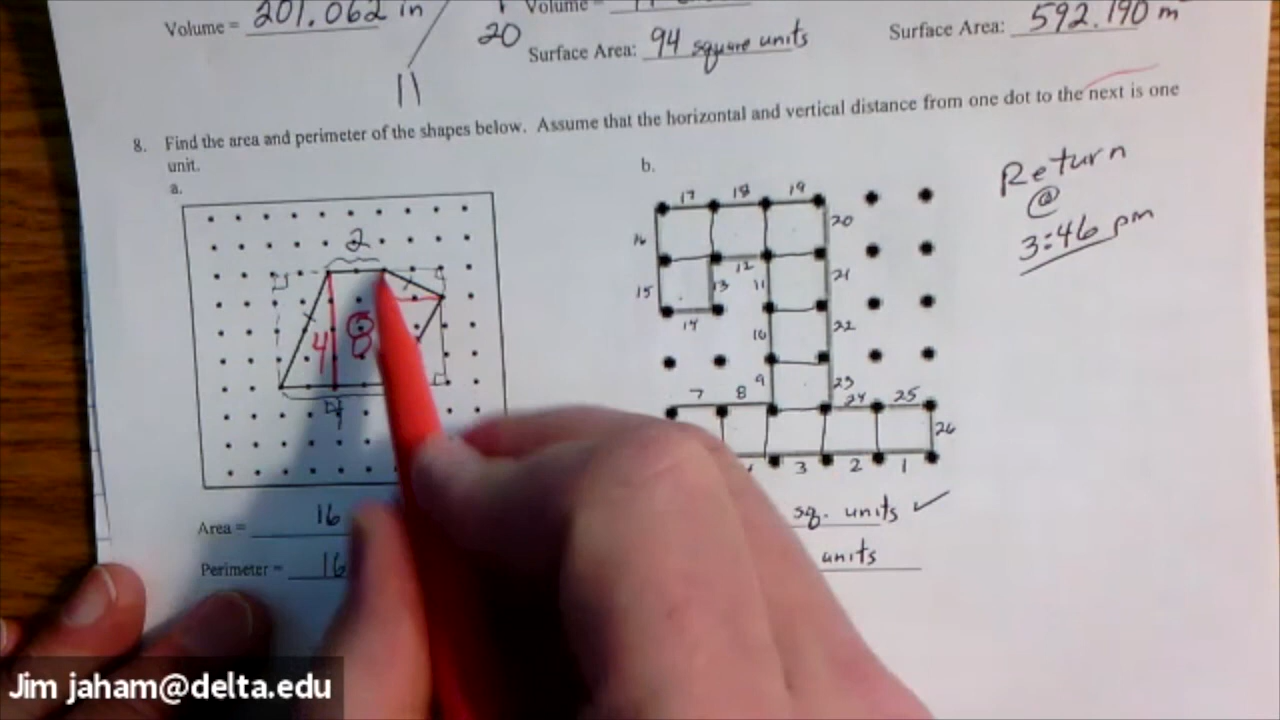 Volume = 201.062 in
20
11
Volume =
Surface Area: 94 square units
Surface Area: 592.190 m
8. Find the area and perimeter of the shapes below. Assume that the horizontal and vertical distance from one dot to the next is one
unit.
a.
b.
Return
@
3:46 pm
2
4
8
4
17 18 19
16 20
12 21
15 13 11
14 10 22
9 23
7 8 24 25
26
3 2 1
Area = 16
Perimeter = 16
sq. units ✓
units
Jim jaham@delta.edu